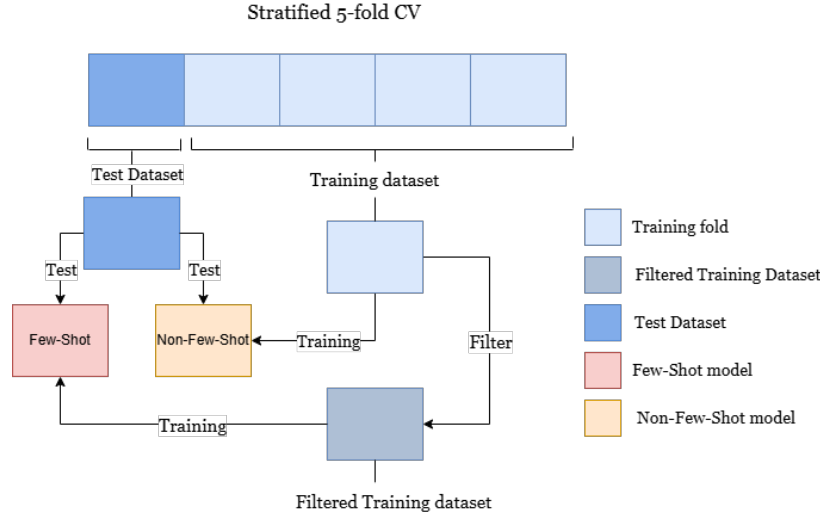 Stratified 5-fold CV
Test Dataset
Training dataset
Test
Test
Few-Shot
Non-Few-Shot
Training
Filter
Training
Filtered Training dataset
Training fold
Filtered Training Dataset
Test Dataset
Few-Shot model
Non-Few-Shot model